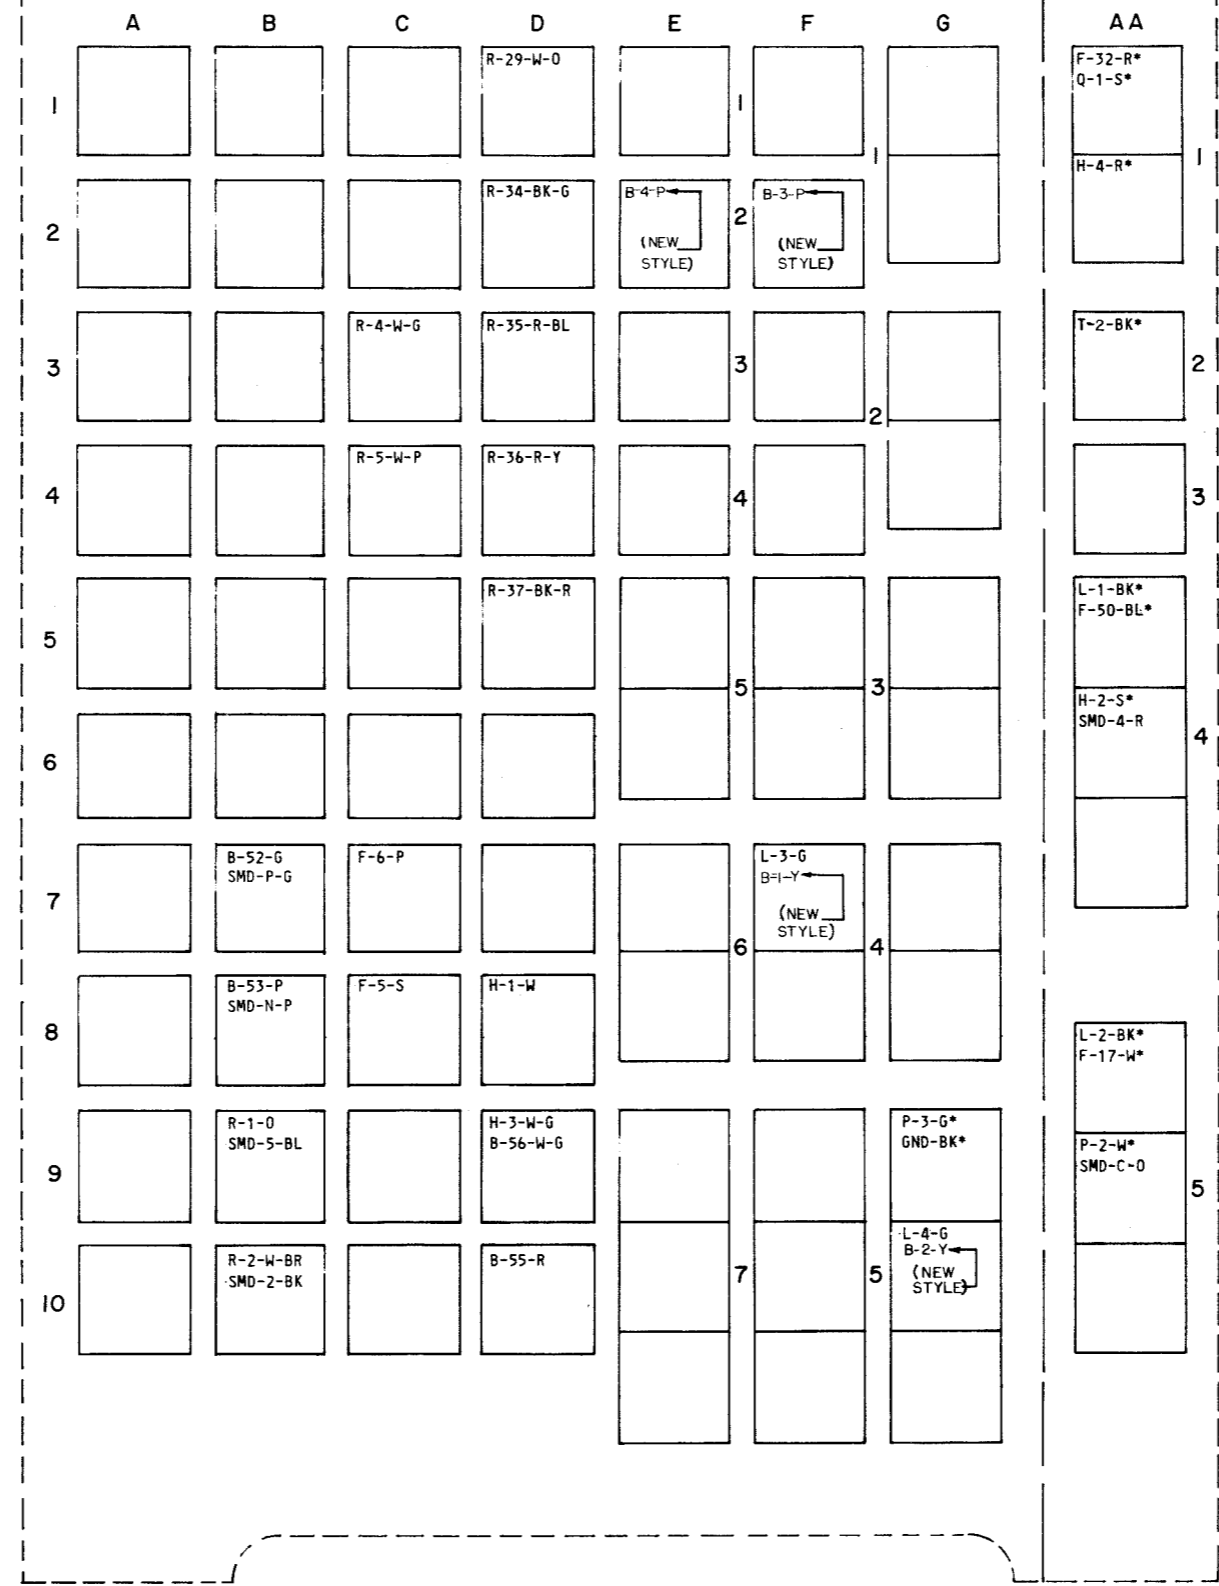 A B C D E F G AA
R-29-W-O
F-32-R*
Q-1-S*
1 1 1 1
H-4-R*
R-34-BK-G
B-4-P
(NEW
STYLE)
B-3-P
(NEW
STYLE)
2 2
R-4-W-G
R-35-R-BL
T-2-BK*
3 3 2 2
R-5-W-P
R-36-R-Y
4 4 3
R-37-BK-R
L-1-BK*
F-50-BL*
5 5 3
H-2-S*
SMD-4-R
6 4
B-52-G
SMD-P-G
F-6-P
L-3-G
B=1-Y
(NEW
STYLE)
7 6 4
B-53-P
SMD-N-P
F-5-S
H-1-W
8
L-2-BK*
F-17-W*
R-1-O
SMD-5-BL
H-3-W-G
B-56-W-G
P-3-G*
GND-BK*
P-2-W*
SMD-C-O
9 5
R-2-W-BR
SMD-2-BK
B-55-R
L-4-G
B-2-Y
(NEW
STYLE)
10 7 5